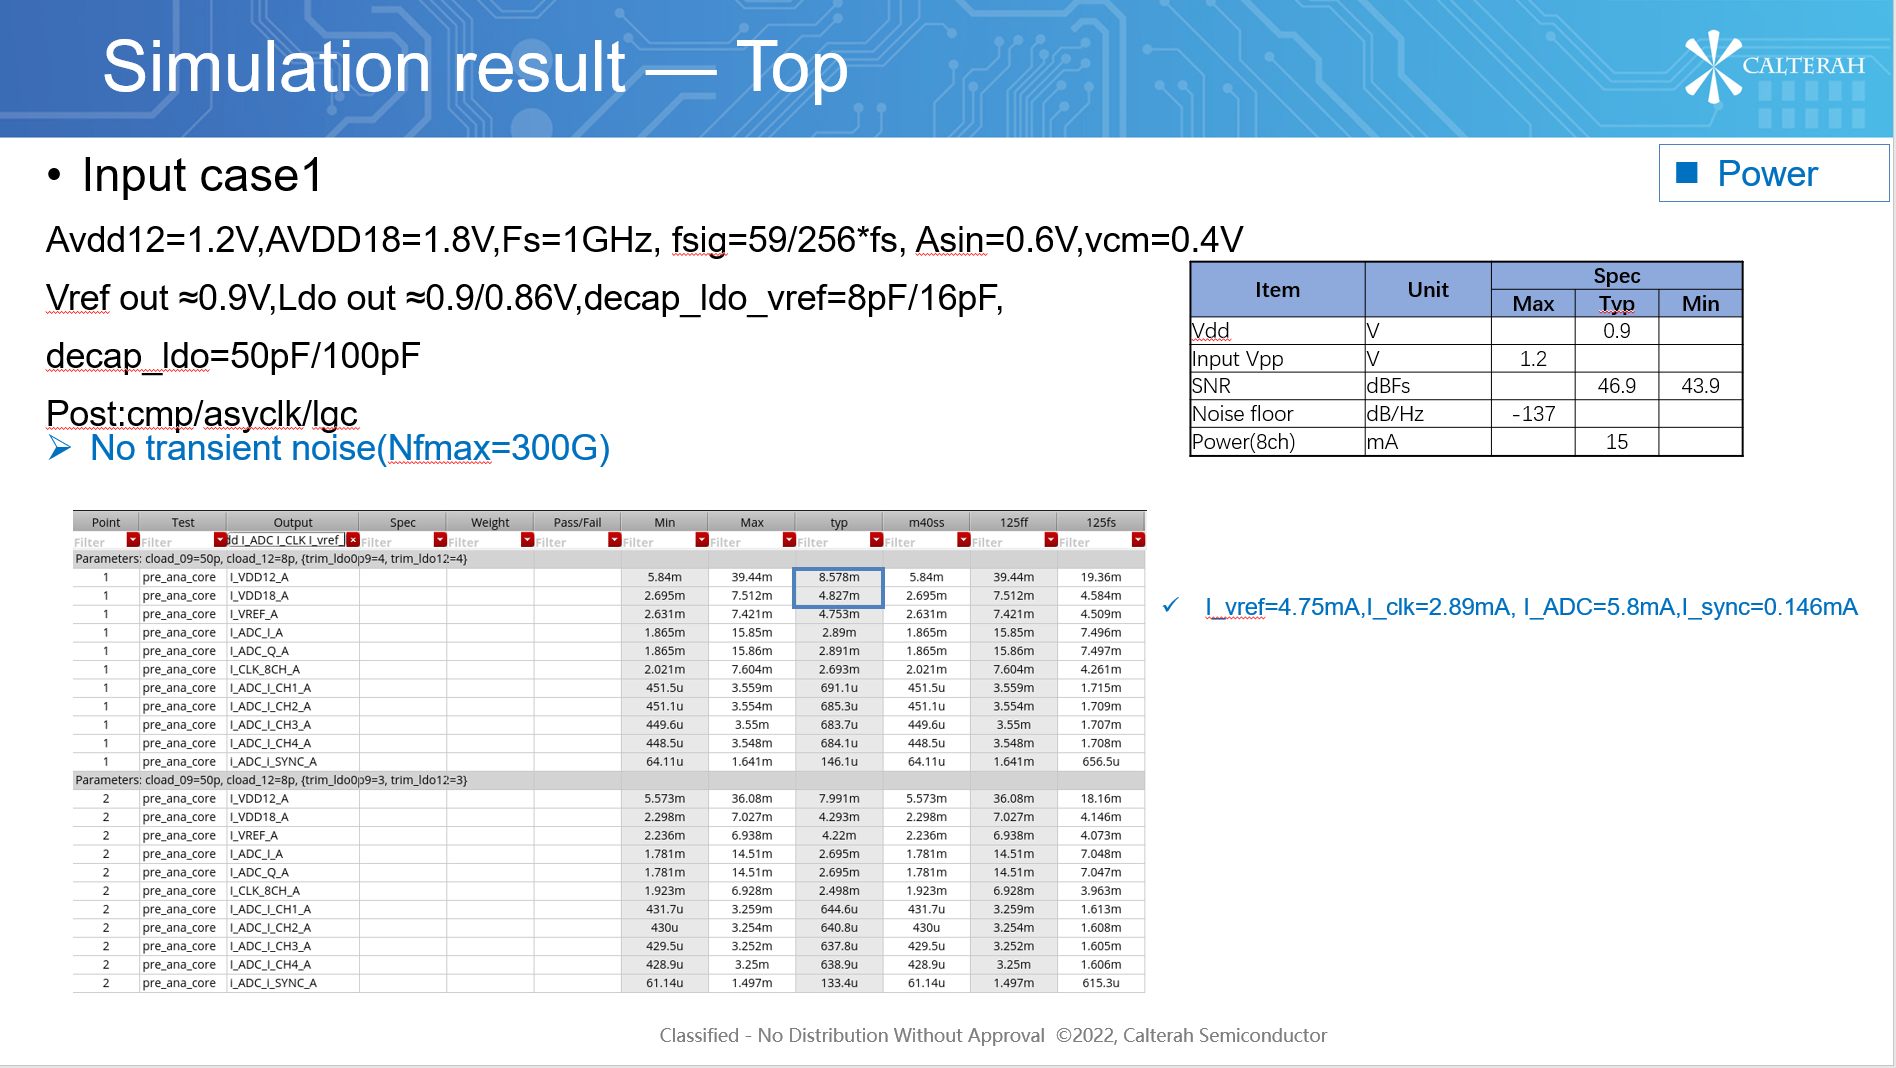 Simulation result — Top
CALTERAH
• Input case1
■ Power
Avdd12=1.2V,AVDD18=1.8V,Fs=1GHz, fsig=59/256*fs, Asin=0.6V,vcm=0.4V
Vref out ≈0.9V,Ldo out ≈0.9/0.86V,decap_ldo_vref=8pF/16pF,
decap_ldo=50pF/100pF
Post:cmp/asyclk/lgc
➢ No transient noise(Nfmax=300G)
Item Unit Spec
Max Typ Min
Vdd V 0.9
Input Vpp V 1.2
SNR dBFs 46.9 43.9
Noise floor dB/Hz -137
Power(8ch) mA 15
Point Test Output Spec Weight Pass/Fail Min Max typ m40ss 125ff 125fs
Filter Filter dd I_ADC I_CLK I_vref_ Filter Filter Filter Filter Filter Filter Filter Filter Filter
Parameters: cload_09=50p, cload_12=8p, {trim_ldo0p9=4, trim_ldo12=4}
1 pre_ana_core I_VDD12_A 5.84m 39.44m 8.578m 5.84m 39.44m 19.36m
1 pre_ana_core I_VDD18_A 2.695m 7.512m 4.827m 2.695m 7.512m 4.584m
1 pre_ana_core I_VREF_A 2.631m 7.421m 4.753m 2.631m 7.421m 4.509m
1 pre_ana_core I_ADC_I_A 1.865m 15.85m 2.89m 1.865m 15.85m 7.496m
1 pre_ana_core I_ADC_Q_A 1.865m 15.86m 2.891m 1.865m 15.86m 7.497m
1 pre_ana_core I_CLK_8CH_A 2.021m 7.604m 2.693m 2.021m 7.604m 4.261m
1 pre_ana_core I_ADC_I_CH1_A 451.5u 3.559m 691.1u 451.5u 3.559m 1.715m
1 pre_ana_core I_ADC_I_CH2_A 451.1u 3.554m 685.3u 451.1u 3.554m 1.709m
1 pre_ana_core I_ADC_I_CH3_A 449.6u 3.55m 683.7u 449.6u 3.55m 1.707m
1 pre_ana_core I_ADC_I_CH4_A 448.5u 3.548m 684.1u 448.5u 3.548m 1.708m
1 pre_ana_core i_ADC_i_SYNC_A 64.11u 1.641m 146.1u 64.11u 1.641m 656.5u
Parameters: cload_09=50p, cload_12=8p, {trim_ldo0p9=3, trim_ldo12=3}
2 pre_ana_core I_VDD12_A 5.573m 36.08m 7.991m 5.573m 36.08m 18.16m
2 pre_ana_core I_VDD18_A 2.298m 7.027m 4.293m 2.298m 7.027m 4.146m
2 pre_ana_core I_VREF_A 2.236m 6.938m 4.22m 2.236m 6.938m 4.073m
2 pre_ana_core I_ADC_I_A 1.781m 14.51m 2.695m 1.781m 14.51m 7.048m
2 pre_ana_core I_ADC_Q_A 1.781m 14.51m 2.695m 1.781m 14.51m 7.047m
2 pre_ana_core I_CLK_8CH_A 1.923m 6.928m 2.498m 1.923m 6.928m 3.963m
2 pre_ana_core I_ADC_I_CH1_A 431.7u 3.259m 644.6u 431.7u 3.259m 1.613m
2 pre_ana_core I_ADC_I_CH2_A 430u 3.254m 640.8u 430u 3.254m 1.608m
2 pre_ana_core I_ADC_I_CH3_A 429.5u 3.252m 637.8u 429.5u 3.252m 1.605m
2 pre_ana_core I_ADC_I_CH4_A 428.9u 3.25m 638.9u 428.9u 3.25m 1.606m
2 pre_ana_core i_ADC_i_SYNC_A 61.14u 1.497m 133.4u 61.14u 1.497m 615.3u
✓ I_vref=4.75mA,I_clk=2.89mA, I_ADC=5.8mA,I_sync=0.146mA
Classified - No Distribution Without Approval ©2022, Calterah Semiconductor